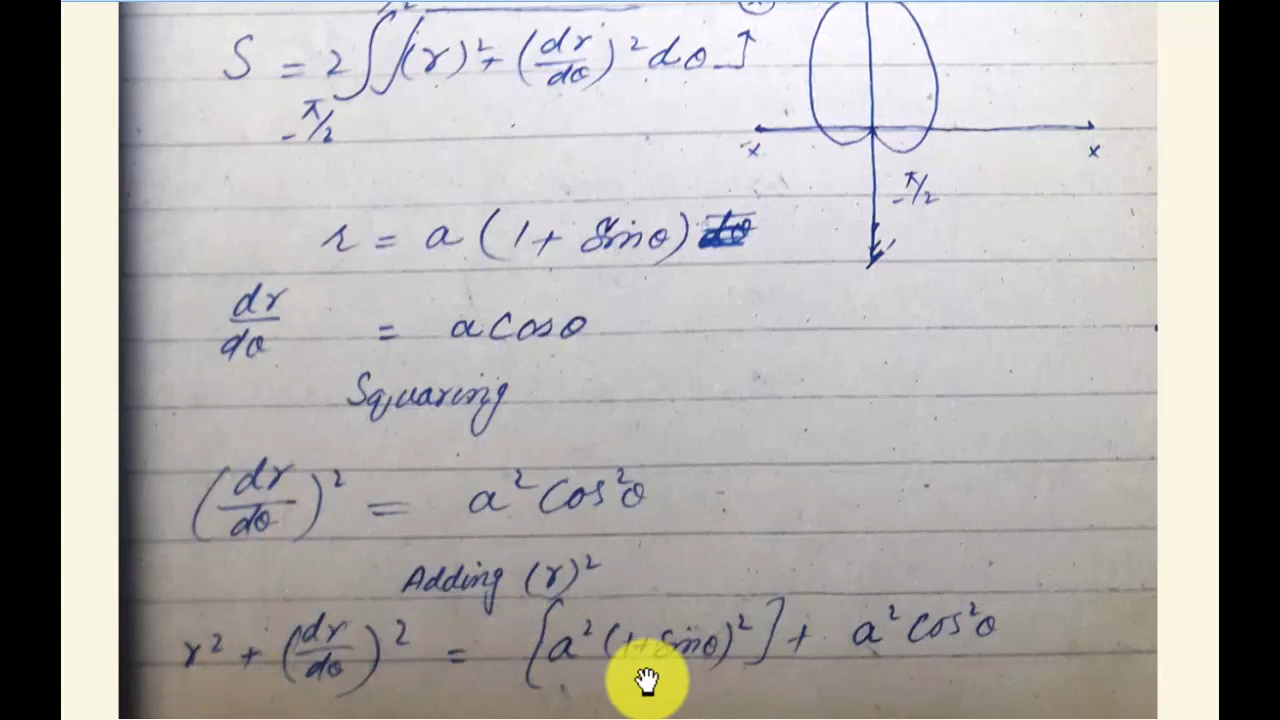 S = 2 ∫ √(r)² + (dr/dθ)² dθ ]
-π/2
-x x
-π/2
r = a (1 + Sinθ)
dr/dθ = a Cosθ
Squaring
(dr/dθ)² = a² Cos²θ
Adding (r)²
r² + (dr/dθ)² = [a² (1+Sinθ)²] + a² Cos²θ